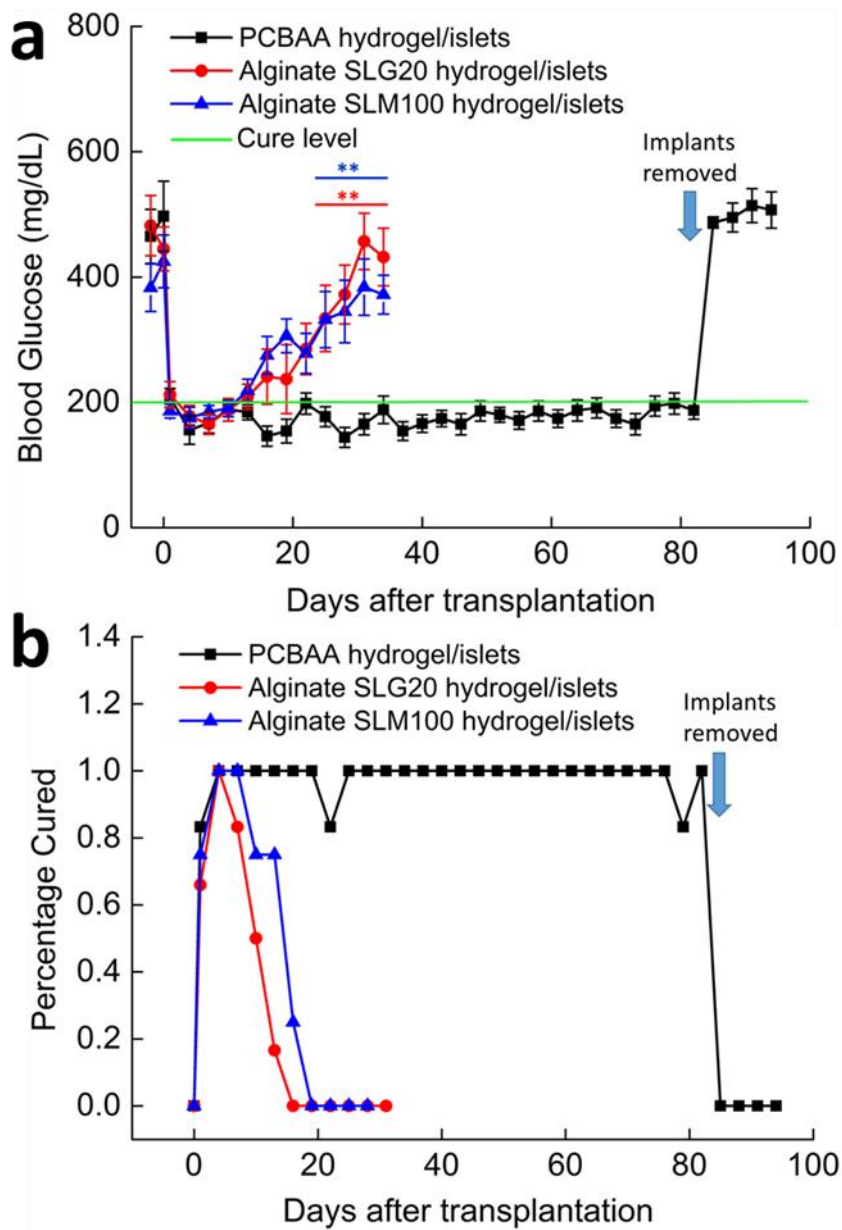 a
800
600
400
200
0
Blood Glucose (mg/dL)
PCBAA hydrogel/islets
Alginate SLG20 hydrogel/islets
Alginate SLM100 hydrogel/islets
Cure level
**
**
Implants
removed
0 20 40 60 80 100
Days after transplantation
b
1.4
1.2
1.0
0.8
0.6
0.4
0.2
0.0
Percentage Cured
PCBAA hydrogel/islets
Alginate SLG20 hydrogel/islets
Alginate SLM100 hydrogel/islets
Implants
removed
0 20 40 60 80 100
Days after transplantation